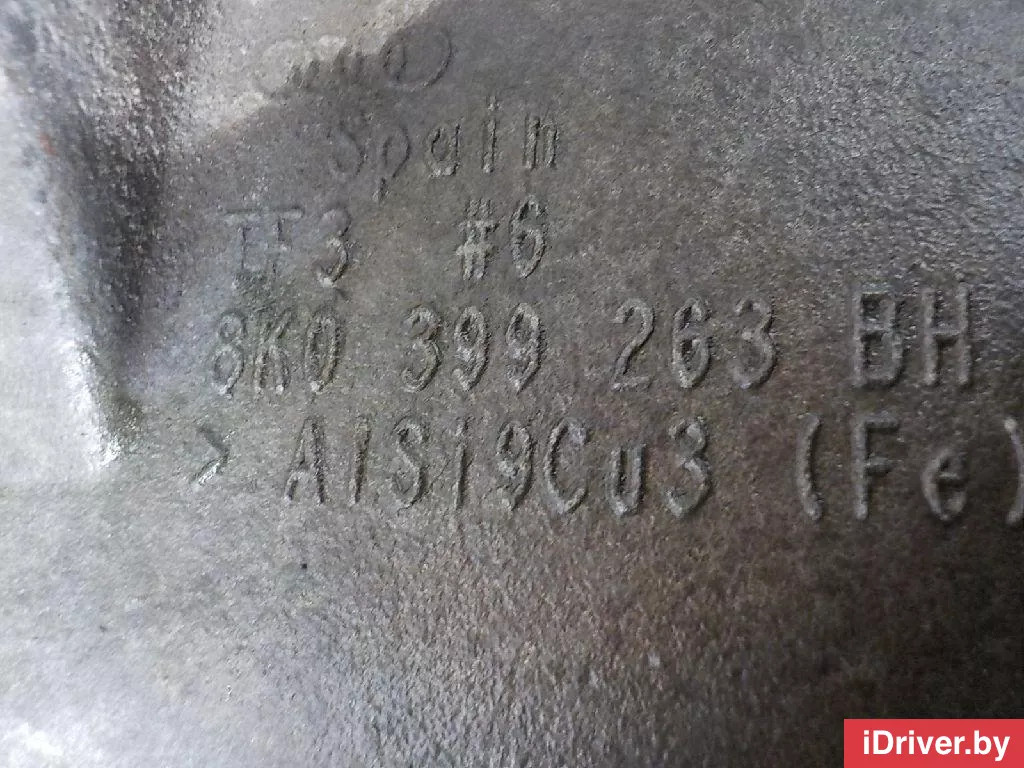 Spain
TF3 #6
8K0 399 263 BH
> AlSi9Cu3 (Fe)
iDriver.by